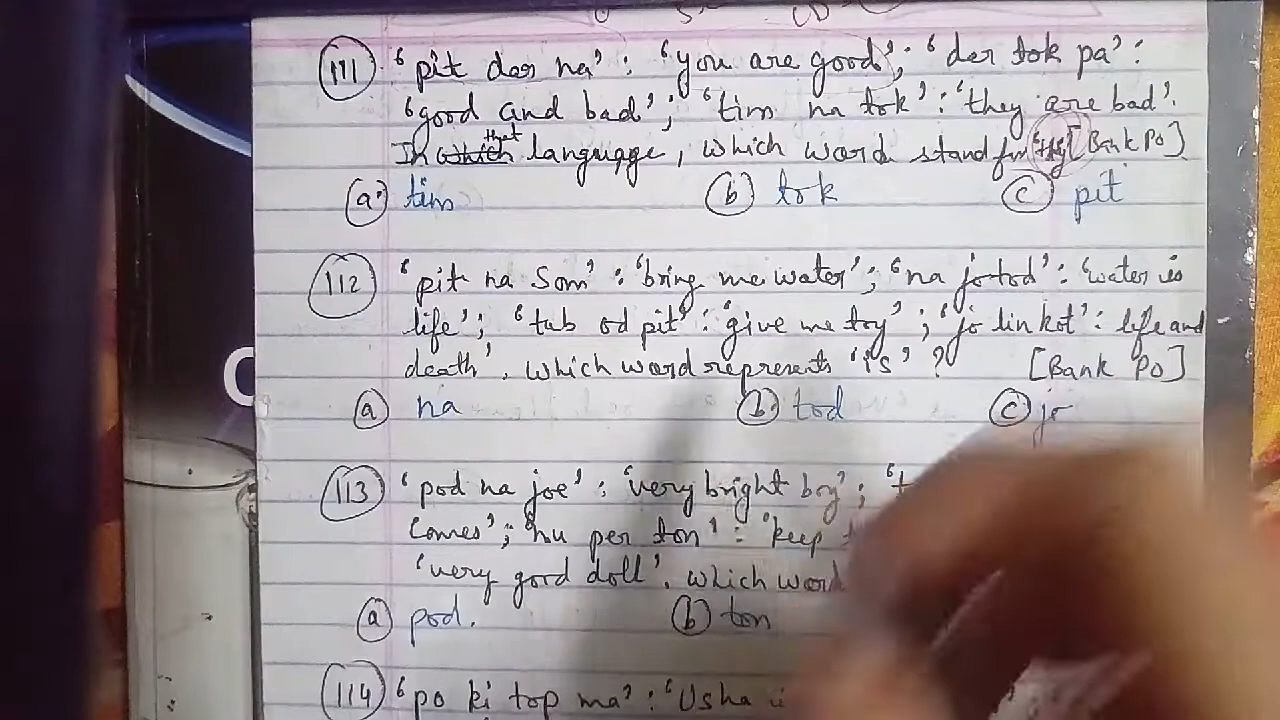 111 'pit dar na' : 'you are good'; 'der tok pa' :
'good and bad'; 'tim na tok' : 'they are bad'.
that
In which language, which word stand for [Bank PO]
(a) tim (b) tok (c) pit
112 'pit na som' : 'bring me water'; 'na jo tod' : 'water is
life'; 'tub od pit' : 'give me toy'; 'jo lin kot' : life and
death'. Which word represents 'is' ? [Bank PO]
(a) na (b) tod (c) jo
113 'pod na joe' : 'very bright boy';
comes'; 'nu per ton' : 'keep
'very good doll'. which word
(a) pod. (b) ton
114 'po ki top ma' : 'Usha